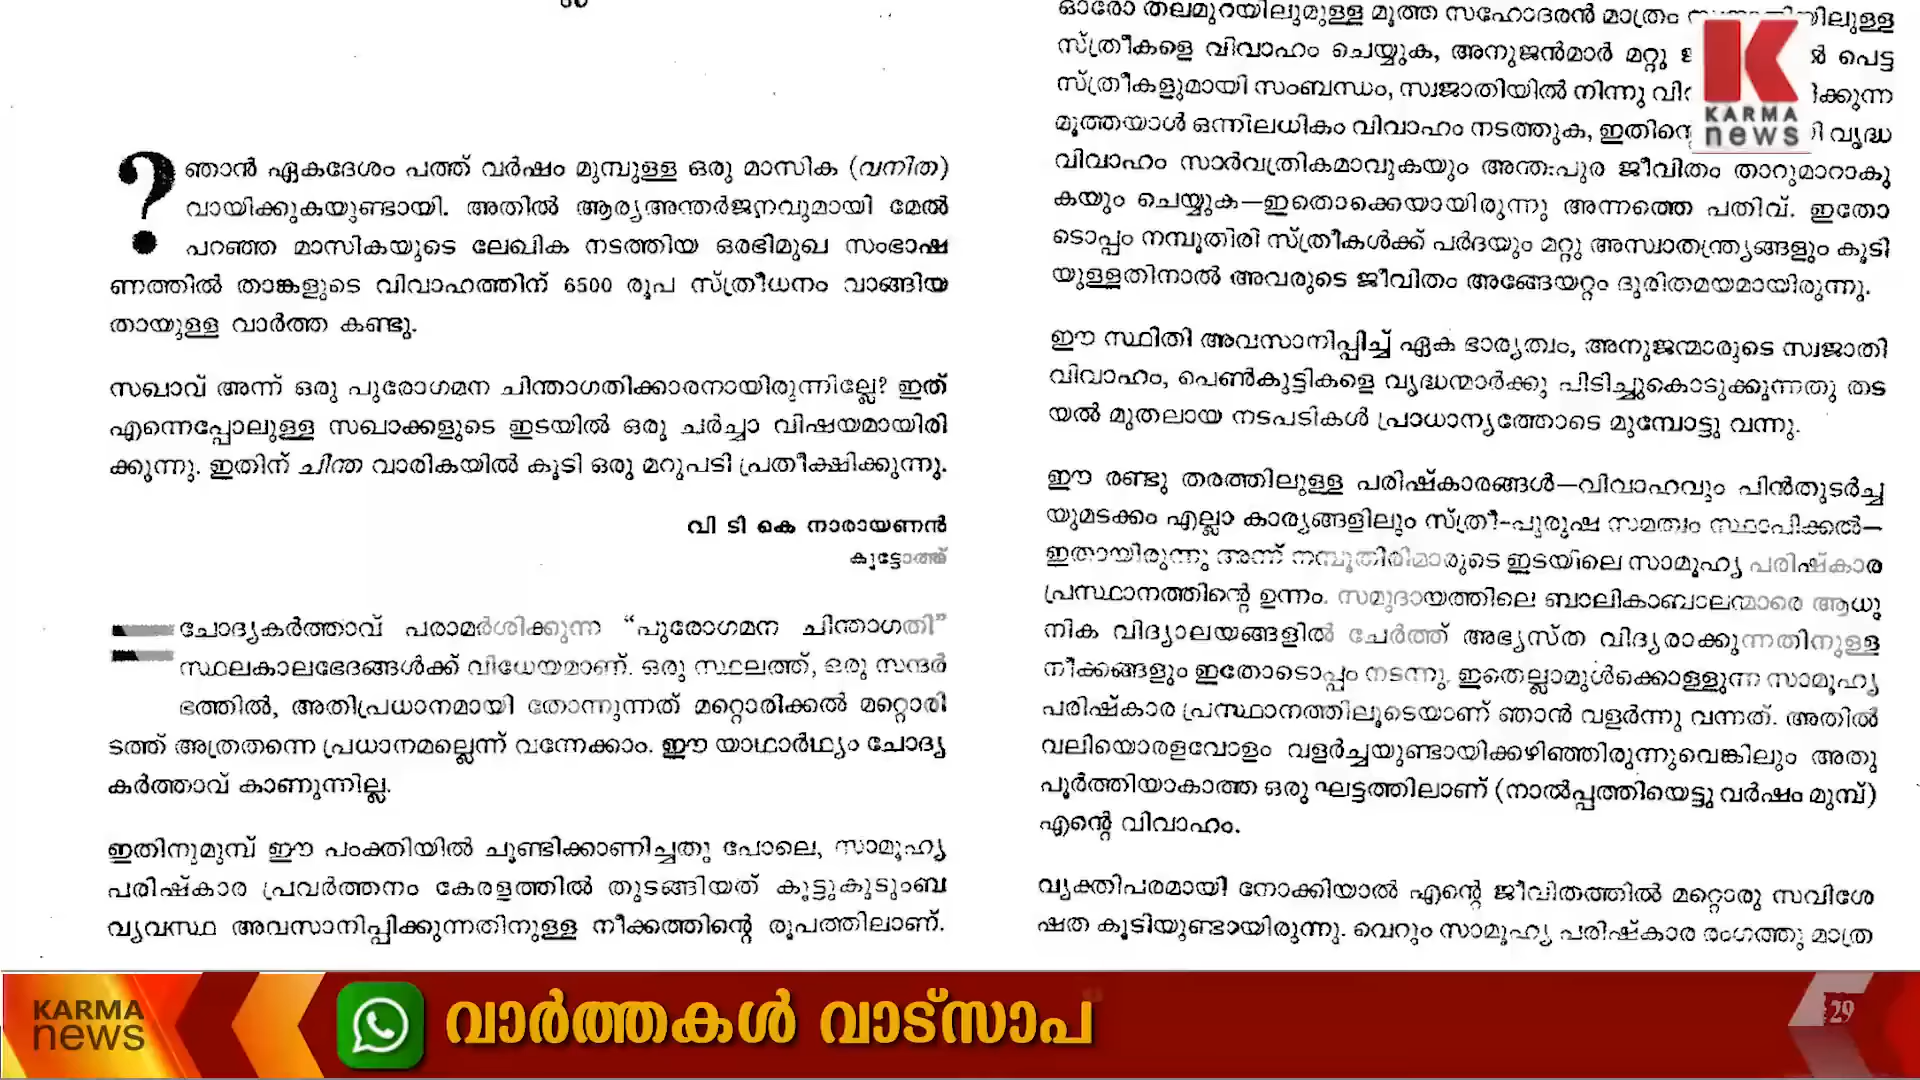 ?
ഞാൻ ഏകദേശം പത്ത് വർഷം മുമ്പുള്ള ഒരു മാസിക (വനിത)
വായിക്കുകയുണ്ടായി. അതിൽ ആര്യഅന്തർജനവുമായി മേൽ
പറഞ്ഞ മാസികയുടെ ലേഖിക നടത്തിയ ഒരഭിമുഖ സംഭാഷ
ണത്തിൽ താങ്കളുടെ വിവാഹത്തിന് 6500 രൂപ സ്ത്രീധനം വാങ്ങിയ
തായുള്ള വാർത്ത കണ്ടു.
സഖാവ് അന്ന് ഒരു പുരോഗമന ചിന്താഗതിക്കാരനായിരുന്നില്ലേ? ഇത്
എന്നെപ്പോലുള്ള സഖാക്കളുടെ ഇടയിൽ ഒരു ചർച്ചാ വിഷയമായിരി
ക്കുന്നു. ഇതിന് ചിന്ത വാരികയിൽ കൂടി ഒരു മറുപടി പ്രതീക്ഷിക്കുന്നു.
വി ടി കെ നാരായണൻ
കൂട്ടോത്ത്
ചോദ്യകർത്താവ് പരാമർശിക്കുന്ന “പുരോഗമന ചിന്താഗതി”
സ്ഥലകാലഭേദങ്ങൾക്ക് വിധേയമാണ്. ഒരു സ്ഥലത്ത്, ഒരു സന്ദർ
ഭത്തിൽ, അതിപ്രധാനമായി തോന്നുന്നത് മറ്റൊരിക്കൽ മറ്റൊരി
ടത്ത് അത്രതന്നെ പ്രധാനമല്ലെന്ന് വന്നേക്കാം. ഈ യാഥാർഥ്യം ചോദ്യ
കർത്താവ് കാണുന്നില്ല.
ഇതിനുമുമ്പ് ഈ പംക്തിയിൽ ചൂണ്ടിക്കാണിച്ചതു പോലെ, സാമൂഹ്യ
പരിഷ്കാര പ്രവർത്തനം കേരളത്തിൽ തുടങ്ങിയത് കൂട്ടുകുടുംബ
വ്യവസ്ഥ അവസാനിപ്പിക്കുന്നതിനുള്ള നീക്കത്തിന്റെ രൂപത്തിലാണ്.
ഓരോ തലമുറയിലുമുള്ള മൂത്ത സഹോദരൻ മാത്രം
സ്ത്രീകളെ വിവാഹം ചെയ്യുക, അനുജൻമാർ മറ്റു പെട്ട
സ്ത്രീകളുമായി സംബന്ധം, സ്വജാതിയിൽ നിന്നു
മൂത്തയാൾ ഒന്നിലധികം വിവാഹം നടത്തുക, വൃദ്ധ
വിവാഹം സാർവത്രികമാവുകയും അന്തഃപുര ജീവിതം താറുമാറാകു
കയും ചെയ്യുക—ഇതൊക്കെയായിരുന്നു അന്നത്തെ പതിവ്. ഇതോ
ടൊപ്പം നമ്പൂതിരി സ്ത്രീകൾക്ക് പർദയും മറ്റു അസ്വാതന്ത്ര്യങ്ങളും കൂടി
യുള്ളതിനാൽ അവരുടെ ജീവിതം അങ്ങേയറ്റം ദുരിതമയമായിരുന്നു.
ഈ സ്ഥിതി അവസാനിപ്പിച്ച് ഏക ഭാര്യത്വം, അനുജന്മാരുടെ സ്വജാതി
വിവാഹം, പെൺകുട്ടികളെ വൃദ്ധന്മാർക്കു പിടിച്ചുകൊടുക്കുന്നതു തട
യൽ മുതലായ നടപടികൾ പ്രാധാന്യത്തോടെ മുമ്പോട്ടു വന്നു.
ഈ രണ്ടു തരത്തിലുള്ള പരിഷ്കാരങ്ങൾ—വിവാഹവും പിൻതുടർച്ച
യുമടക്കം എല്ലാ കാര്യങ്ങളിലും സ്ത്രീ-പുരുഷ സമത്വം സ്ഥാപിക്കൽ—
ഇതായിരുന്നു അന്ന് നമ്പൂതിരിമാരുടെ ഇടയിലെ സാമൂഹ്യ പരിഷ്കാര
പ്രസ്ഥാനത്തിന്റെ ഉന്നം. സമുദായത്തിലെ ബാലികാബാലന്മാരെ ആധു
നിക വിദ്യാലയങ്ങളിൽ ചേർത്ത് അഭ്യസ്ത വിദ്യരാക്കുന്നതിനുള്ള
നീക്കങ്ങളും ഇതോടൊപ്പം നടന്നു. ഇതെല്ലാമുൾക്കൊള്ളുന്ന സാമൂഹ്യ
പരിഷ്കാര പ്രസ്ഥാനത്തിലൂടെയാണ് ഞാൻ വളർന്നു വന്നത്. അതിൽ
വലിയൊരളവോളം വളർച്ചയുണ്ടായിക്കഴിഞ്ഞിരുന്നുവെങ്കിലും അതു
പൂർത്തിയാകാത്ത ഒരു ഘട്ടത്തിലാണ് (നാൽപ്പത്തിയെട്ടു വർഷം മുമ്പ്)
എന്റെ വിവാഹം.
വ്യക്തിപരമായി നോക്കിയാൽ എന്റെ ജീവിതത്തിൽ മറ്റൊരു സവിശേ
ഷത കൂടിയുണ്ടായിരുന്നു. വെറും സാമൂഹ്യ പരിഷ്കാര രംഗത്തു മാത്ര
KARMA
news
KARMA
news
വാർത്തകൾ വാട്സാപ
29